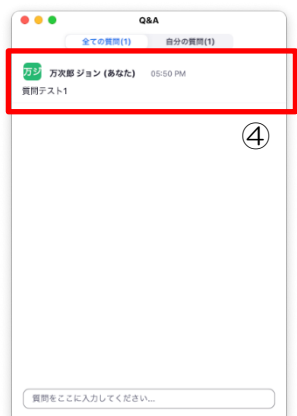 Q&A
全ての質問(1) 自分の質問(1)
万ジ 万次郎 ジョン (あなた) 05:50 PM
質問テスト1
④
質問をここに入力してください...